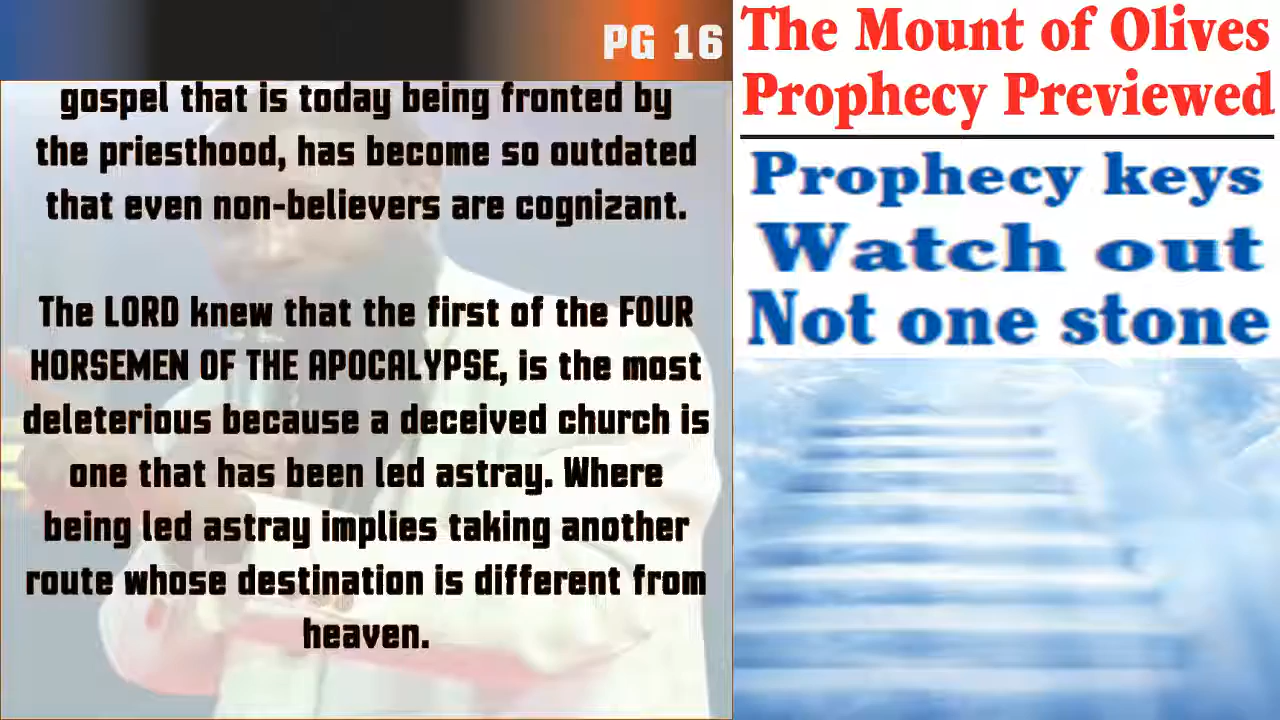 PG 16
gospel that is today being fronted by
the priesthood, has become so outdated
that even non-believers are cognizant.
The LORD knew that the first of the FOUR
HORSEMEN OF THE APOCALYPSE, is the most
deleterious because a deceived church is
one that has been led astray. Where
being led astray implies taking another
route whose destination is different from
heaven.
The Mount of Olives
Prophecy Previewed
Prophecy keys
Watch out
Not one stone